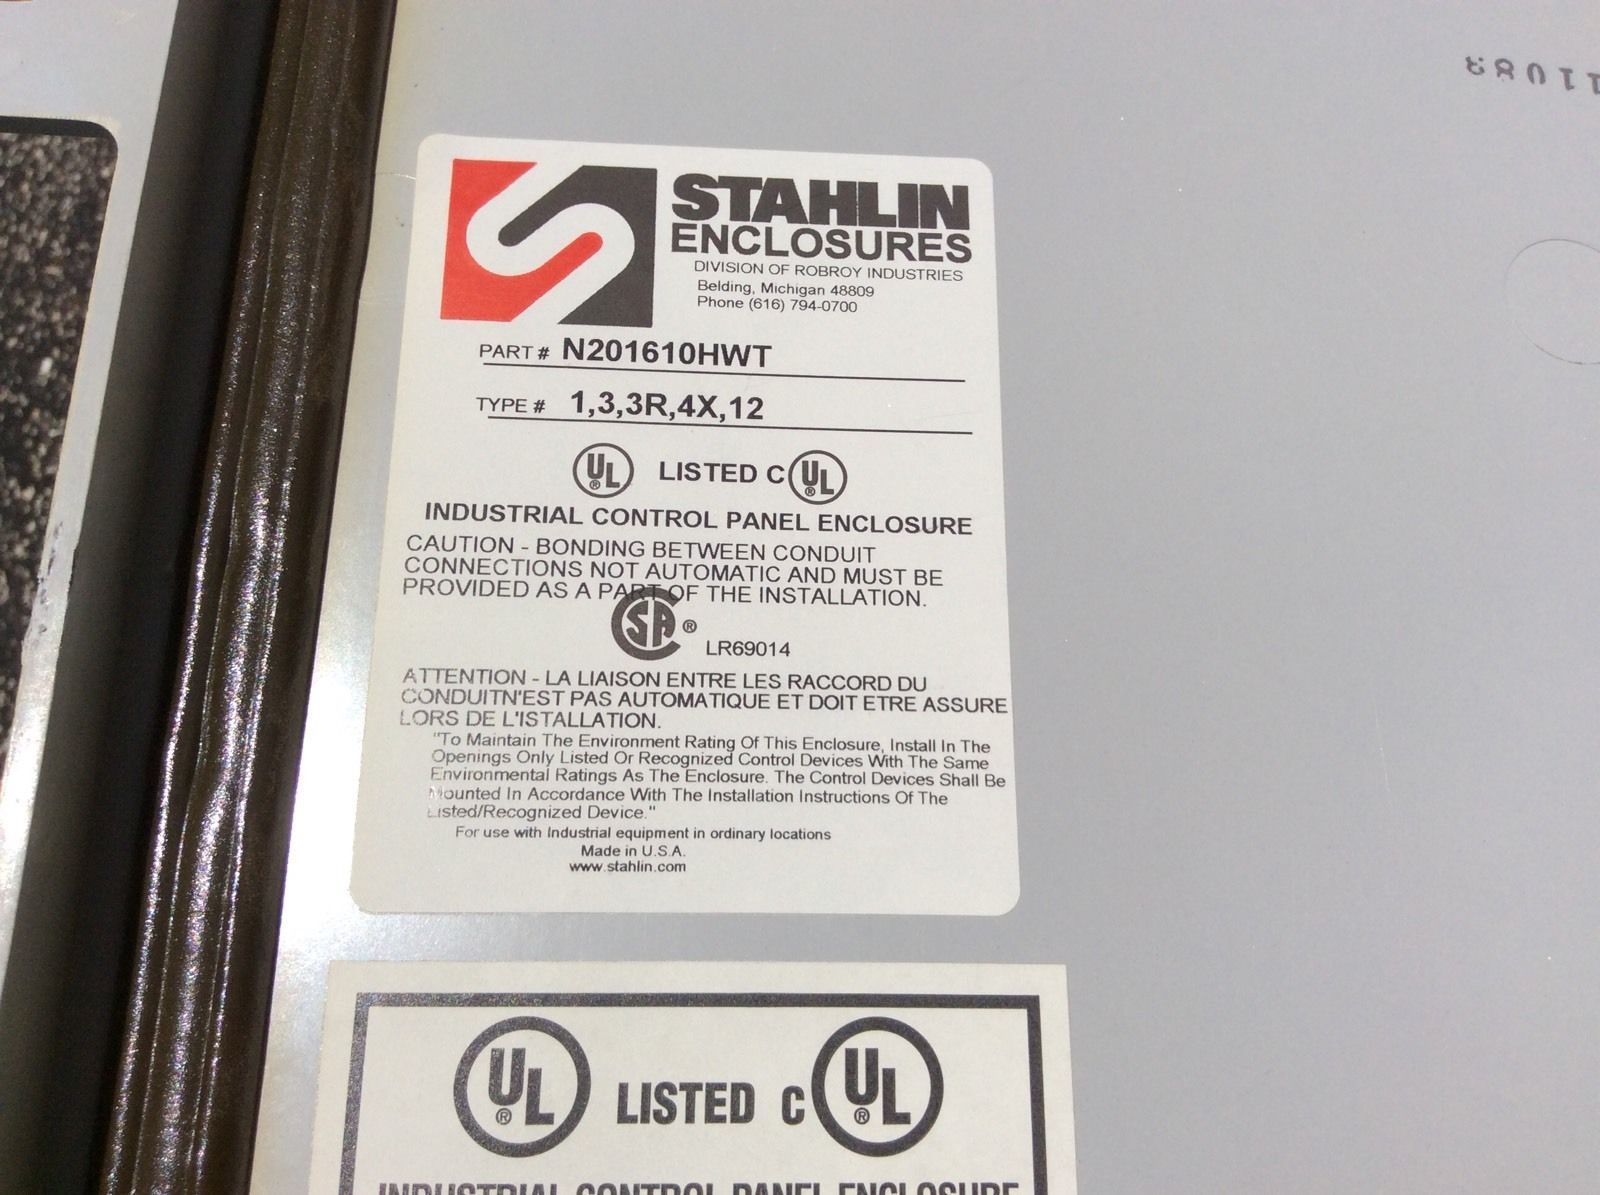 STAHLIN
ENCLOSURES
DIVISION OF ROBROY INDUSTRIES
Belding, Michigan 48809
Phone (616) 794-0700
PART # N201610HWT
TYPE # 1,3,3R,4X,12
UL ® LISTED C UL ®
INDUSTRIAL CONTROL PANEL ENCLOSURE
CAUTION - BONDING BETWEEN CONDUIT
CONNECTIONS NOT AUTOMATIC AND MUST BE
PROVIDED AS A PART OF THE INSTALLATION.
SA ® LR69014
ATTENTION - LA LIAISON ENTRE LES RACCORD DU
CONDUITN'EST PAS AUTOMATIQUE ET DOIT ETRE ASSURE
LORS DE L'ISTALLATION.
"To Maintain The Environment Rating Of This Enclosure, Install In The
Openings Only Listed Or Recognized Control Devices With The Same
Environmental Ratings As The Enclosure. The Control Devices Shall Be
Mounted In Accordance With The Installation Instructions Of The
Listed/Recognized Device."
For use with Industrial equipment in ordinary locations
Made in U.S.A.
www.stahlin.com
UL ® LISTED C UL ®
INDUSTRIAL CONTROL PANEL ENCLOSURE